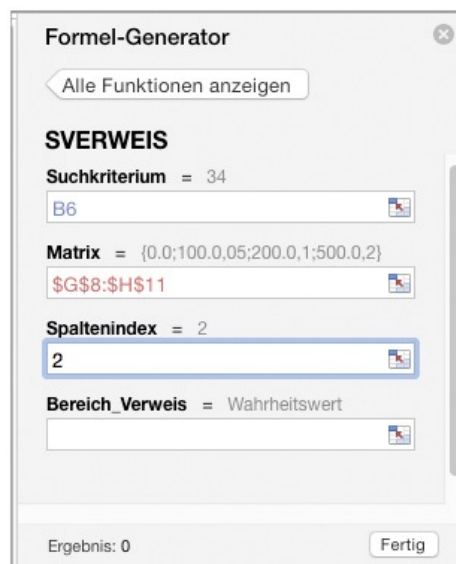 Formel-Generator
Alle Funktionen anzeigen
SVERWEIS
Suchkriterium = 34
B6
Matrix = {0.0;100.0,05;200.0,1;500.0,2}
$G$8:$H$11
Spaltenindex = 2
2
Bereich_Verweis = Wahrheitswert
Ergebnis: 0 Fertig